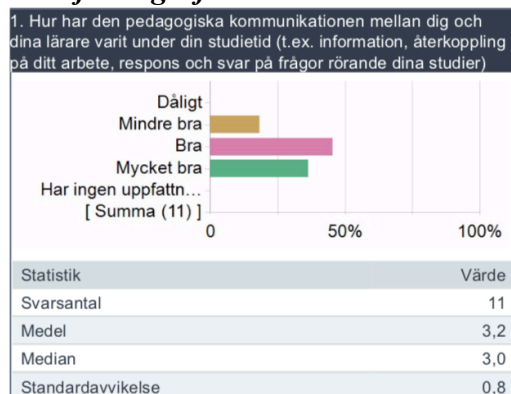 1. Hur har den pedagogiska kommunikationen mellan dig och
dina lärare varit under din studietid (t.ex. information, återkoppling
på ditt arbete, respons och svar på frågor rörande dina studier)
Dåligt
Mindre bra
Bra
Mycket bra
Har ingen uppfattn...
[ Summa (11) ]
0 50% 100%
Statistik Värde
Svarsantal 11
Medel 3,2
Median 3,0
Standardavvikelse 0,8